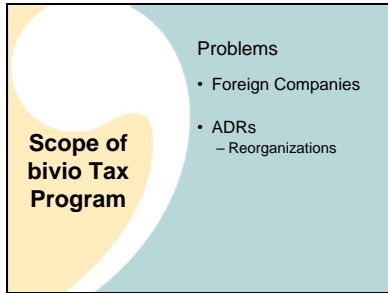 Scope of
bivio Tax
Program
Problems
• Foreign Companies
• ADRs
– Reorganizations